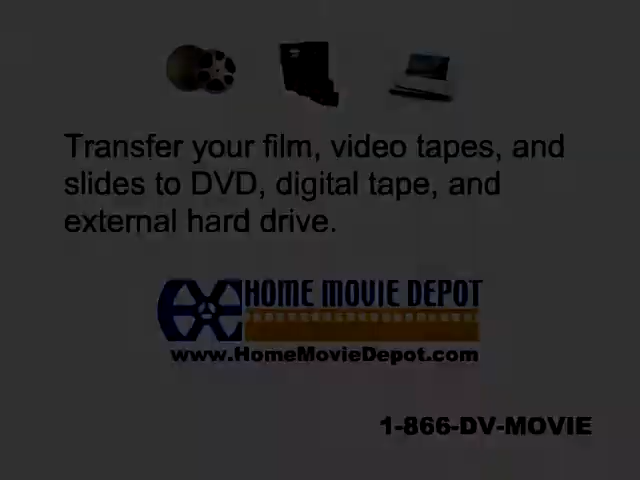 Transfer your film, video tapes, and
slides to DVD, digital tape, and
external hard drive.
HOME MOVIE DEPOT
www.HomeMovieDepot.com
1-866-DV-MOVIE